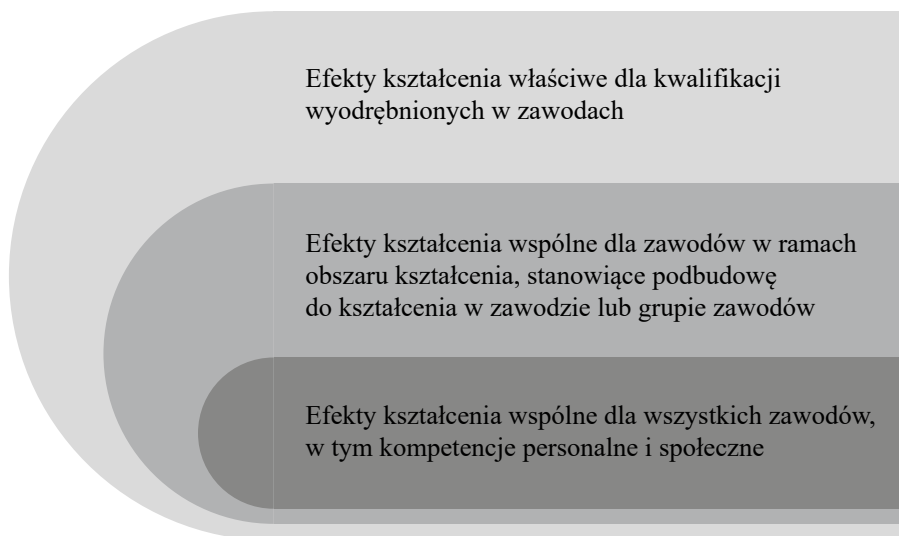 Efekty kształcenia właściwe dla kwalifikacji
wyodrębnionych w zawodach
Efekty kształcenia wspólne dla zawodów w ramach
obszaru kształcenia, stanowiące podbudowę
do kształcenia w zawodzie lub grupie zawodów
Efekty kształcenia wspólne dla wszystkich zawodów,
w tym kompetencje personalne i społeczne